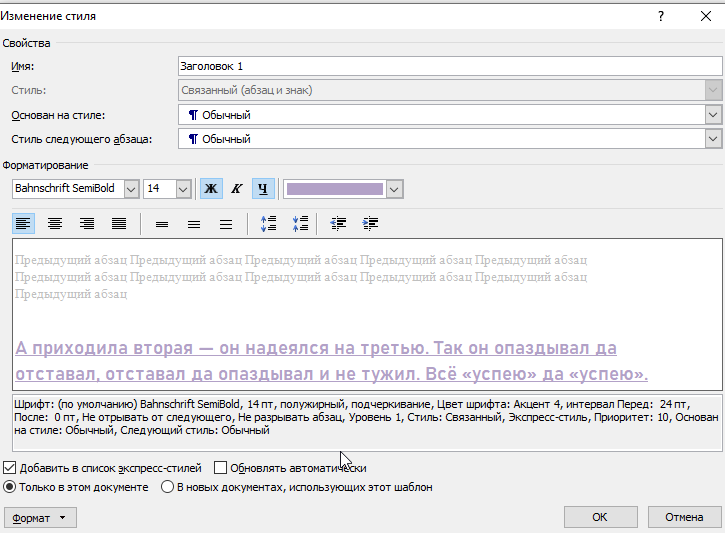 Изменение стиля
Свойства
Имя: Заголовок 1
Стиль: Связанный (абзац и знак)
Основан на стиле: ¶ Обычный
Стиль следующего абзаца: ¶ Обычный
Форматирование
Bahnschrift SemiBold 14 Ж К Ч
Предыдущий абзац Предыдущий абзац Предыдущий абзац Предыдущий абзац Предыдущий абзац
Предыдущий абзац Предыдущий абзац Предыдущий абзац Предыдущий абзац Предыдущий абзац
Предыдущий абзац
А приходила вторая — он надеялся на третью. Так он опаздывал да
отставал, отставал да опаздывал и не тужил. Всё «успею» да «успею».
Шрифт: (по умолчанию) Bahnschrift SemiBold, 14 пт, полужирный, подчеркивание, Цвет шрифта: Акцент 4, интервал Перед: 24 пт,
После: 0 пт, Не отрывать от следующего, Не разрывать абзац, Уровень 1, Стиль: Связанный, Экспресс-стиль, Приоритет: 10, Основан
на стиле: Обычный, Следующий стиль: Обычный
Добавить в список экспресс-стилей Обновлять автоматически
Только в этом документе В новых документах, использующих этот шаблон
Формат ОК Отмена